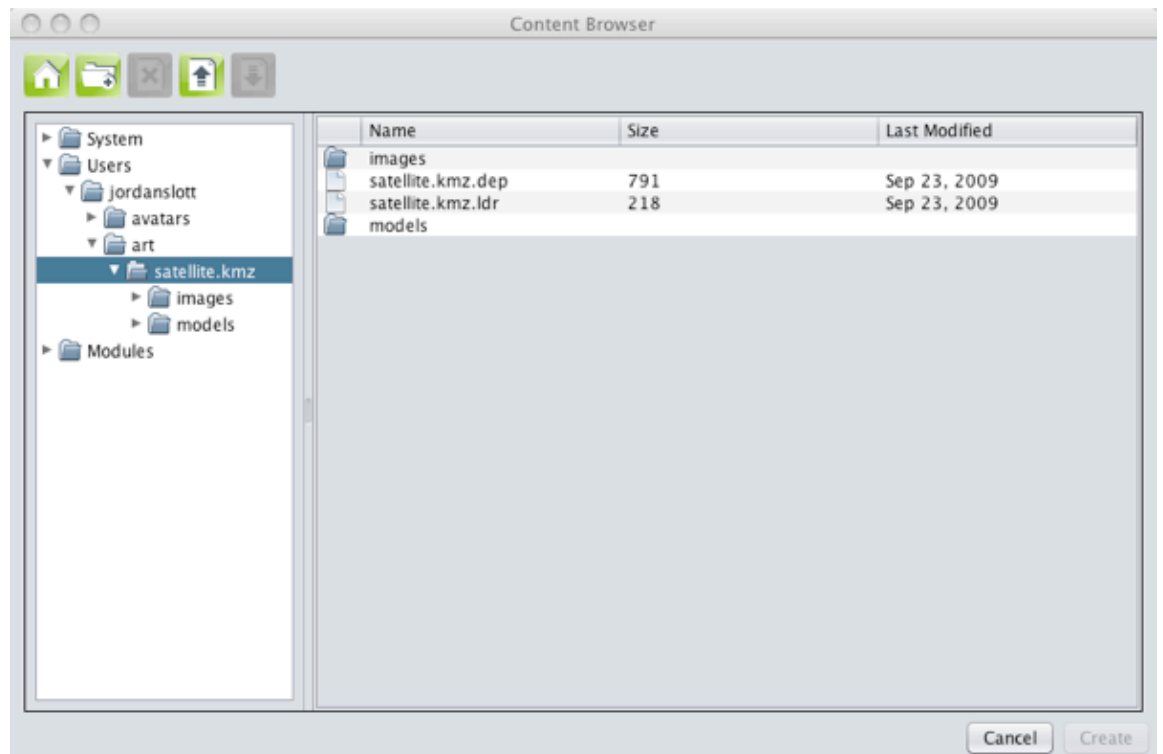 Content Browser
System
Users
jordanslott
avatars
art
satellite.kmz
images
models
Modules
Name Size Last Modified
images
satellite.kmz.dep 791 Sep 23, 2009
satellite.kmz.ldr 218 Sep 23, 2009
models
Cancel Create